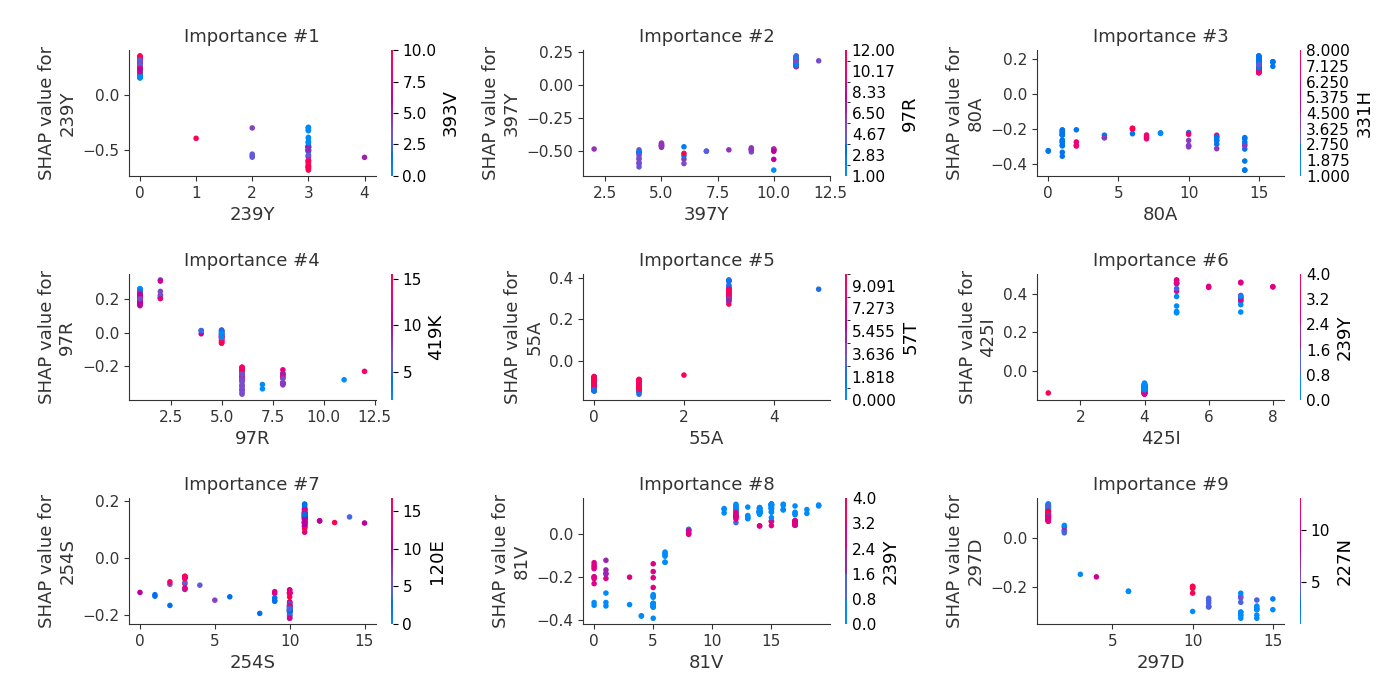 Importance #1
SHAP value for
239Y
0.0
−0.5
0 1 2 3 4
239Y
10.0
7.5
5.0
2.5
0.0
393V
Importance #2
SHAP value for
397Y
0.25
0.00
−0.25
−0.50
2.5 5.0 7.5 10.0 12.5
397Y
12.00
10.17
8.33
6.50
4.67
2.83
1.00
97R
Importance #3
SHAP value for
80A
0.2
0.0
−0.2
−0.4
0 5 10 15
80A
8.000
7.125
6.250
5.375
4.500
3.625
2.750
1.875
1.000
331H
Importance #4
SHAP value for
97R
0.2
0.0
−0.2
2.5 5.0 7.5 10.0 12.5
97R
15
10
5
419K
Importance #5
SHAP value for
55A
0.4
0.2
0.0
0 2 4
55A
9.091
7.273
5.455
3.636
1.818
0.000
57T
Importance #6
SHAP value for
425I
0.4
0.2
0.0
2 4 6 8
425I
4.0
3.2
2.4
1.6
0.8
0.0
239Y
Importance #7
SHAP value for
254S
0.2
0.0
−0.2
0 5 10 15
254S
15
10
5
0
120E
Importance #8
SHAP value for
81V
0.0
−0.2
−0.4
0 5 10 15
81V
4.0
3.2
2.4
1.6
0.8
0.0
239Y
Importance #9
SHAP value for
297D
0.0
−0.2
5 10 15
297D
10
5
227N